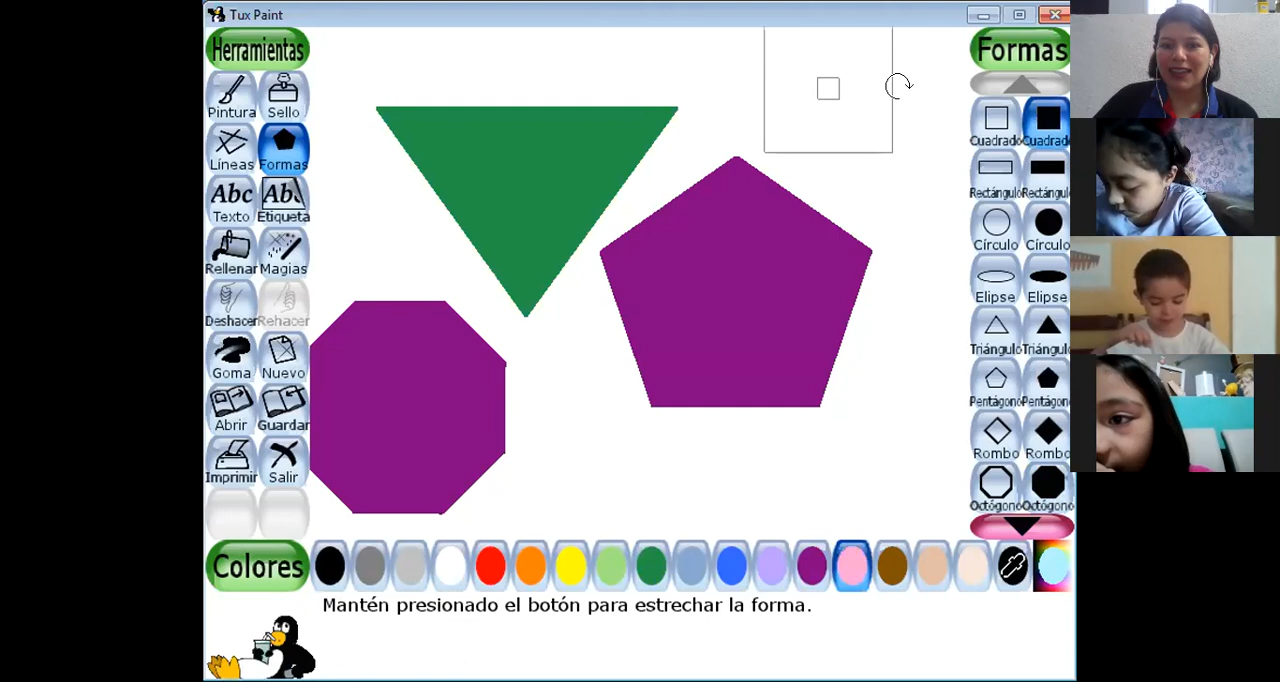 Tux Paint
Herramientas
Pintura Sello
Líneas Formas
Abc Abc
Texto Etiqueta
Rellenar Magias
Deshacer Rehacer
Goma Nuevo
Abrir Guardar
Imprimir Salir
Formas
Cuadrado Cuadrado
Rectángulo Rectángulo
Círculo Círculo
Elipse Elipse
Triángulo Triángulo
Pentágono Pentágono
Rombo Rombo
Octógono Octógono
Colores
Mantén presionado el botón para estrechar la forma.